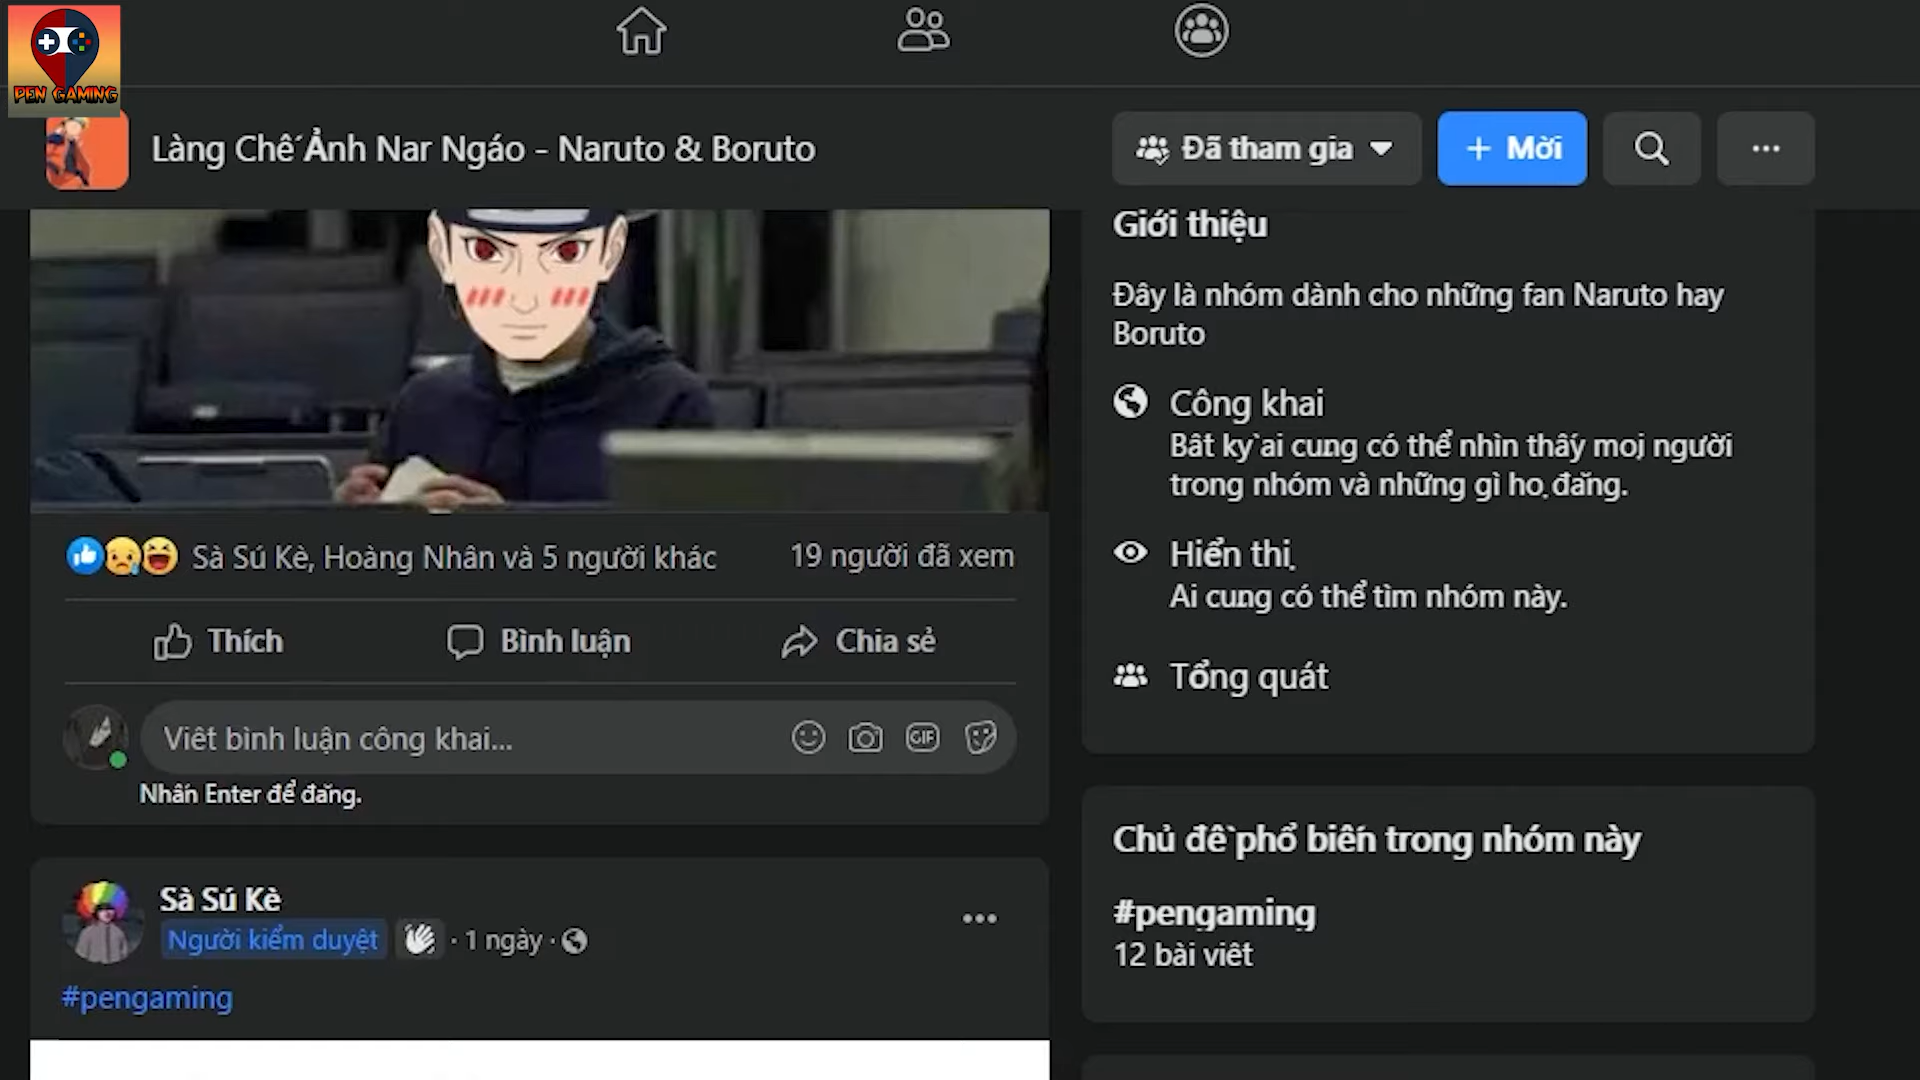 PEN GAMING
Làng Chế Ảnh Nar Ngáo - Naruto & Boruto
Đã tham gia
+ Mời
Sà Sú Kè, Hoàng Nhân và 5 người khác
19 người đã xem
Thích
Bình luận
Chia sẻ
Viết bình luận công khai...
GIF
Nhấn Enter để đăng.
Sà Sú Kè
Người kiểm duyệt
· 1 ngày ·
#pengaming
Giới thiệu
Đây là nhóm dành cho những fan Naruto hay
Boruto
Công khai
Bất kỳ ai cũng có thể nhìn thấy mọi người
trong nhóm và những gì họ đăng.
Hiển thị
Ai cũng có thể tìm nhóm này.
Tổng quát
Chủ đề phổ biến trong nhóm này
#pengaming
12 bài viết